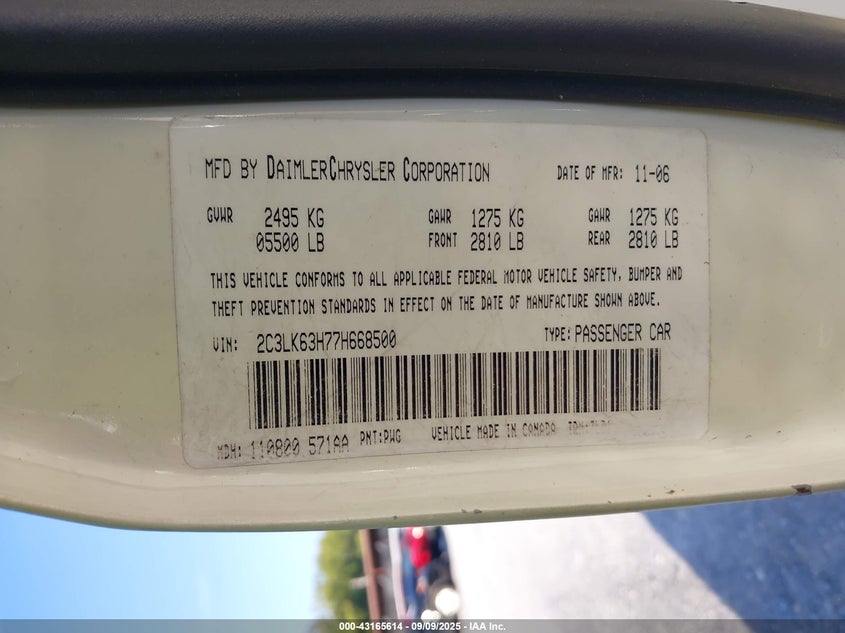 MFD BY DAIMLERCHRYSLER CORPORATION DATE OF MFR: 11-06
GVWR 2495 KG GAWR 1275 KG GAWR 1275 KG
05500 LB FRONT 2810 LB REAR 2810 LB
THIS VEHICLE CONFORMS TO ALL APPLICABLE FEDERAL MOTOR VEHICLE SAFETY, BUMPER AND
THEFT PREVENTION STANDARDS IN EFFECT ON THE DATE OF MANUFACTURE SHOWN ABOVE.
VIN: 2C3LK63H77H668500 TYPE: PASSENGER CAR
MDH: 110800 571AA PNT:PWG VEHICLE MADE IN CANADA
000-43165614 - 09/09/2025 - IAA Inc.